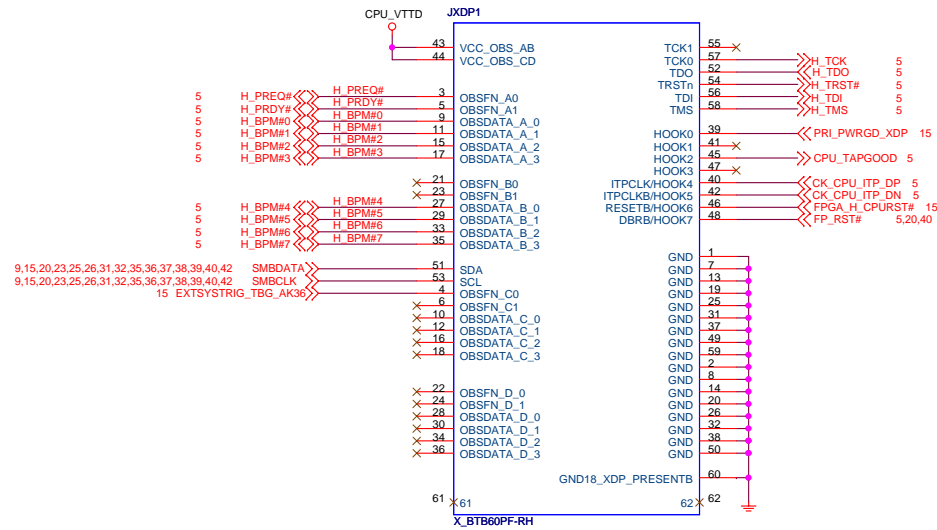 CPU_VTTD
JXDP1
43 VCC_OBS_AB
44 VCC_OBS_CD
5 H_PREQ# H_PREQ# 3 OBSFN_A0
5 H_PRDY# H_PRDY# 5 OBSFN_A1
5 H_BPM#0 H_BPM#0 9 OBSDATA_A_0
5 H_BPM#1 H_BPM#1 11 OBSDATA_A_1
5 H_BPM#2 H_BPM#2 15 OBSDATA_A_2
5 H_BPM#3 H_BPM#3 17 OBSDATA_A_3
21 OBSFN_B0
23 OBSFN_B1
5 H_BPM#4 H_BPM#4 27 OBSDATA_B_0
5 H_BPM#5 H_BPM#5 29 OBSDATA_B_1
5 H_BPM#6 H_BPM#6 33 OBSDATA_B_2
5 H_BPM#7 H_BPM#7 35 OBSDATA_B_3
9,15,20,23,25,26,31,32,35,36,37,38,39,40,42 SMBDATA 51 SDA
9,15,20,23,25,26,31,32,35,36,37,38,39,40,42 SMBCLK 53 SCL
15 EXTSYSTRIG_TBG_AK36 4 OBSFN_C0
6 OBSFN_C1
10 OBSDATA_C_0
12 OBSDATA_C_1
16 OBSDATA_C_2
18 OBSDATA_C_3
22 OBSFN_D_0
24 OBSFN_D_1
28 OBSDATA_D_0
30 OBSDATA_D_1
34 OBSDATA_D_2
36 OBSDATA_D_3
61 61
TCK1 55
TCK0 57 H_TCK 5
TDO 52 H_TDO 5
TRSTn 54 H_TRST# 5
TDI 56 H_TDI 5
TMS 58 H_TMS 5
HOOK0 39 PRI_PWRGD_XDP 15
HOOK1 41
HOOK2 45 CPU_TAPGOOD 5
HOOK3 47
ITPCLK/HOOK4 40 CK_CPU_ITP_DP 5
ITPCLKB/HOOK5 42 CK_CPU_ITP_DN 5
RESETB/HOOK6 46 FPGA_H_CPURST# 15
DBRB/HOOK7 48 FP_RST# 5,20,40
GND 1
GND 7
GND 13
GND 19
GND 25
GND 31
GND 37
GND 49
GND 59
GND 2
GND 8
GND 14
GND 20
GND 26
GND 32
GND 38
GND 50
GND18_XDP_PRESENTB 60
62 62
X_BTB60PF-RH